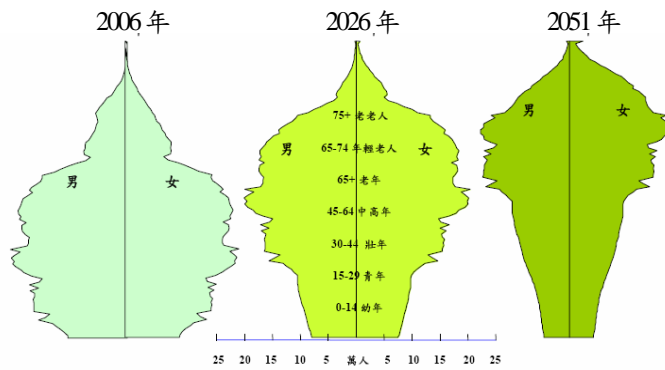 2006年 2026年 2051年
男 女
男 女
男 女
75+ 老老人
65-74 年輕老人
65+ 老年
45-64 中高年
30-44 壯年
15-29 青年
0-14 幼年
25 20 15 10 5 萬人 5 10 15 20 25